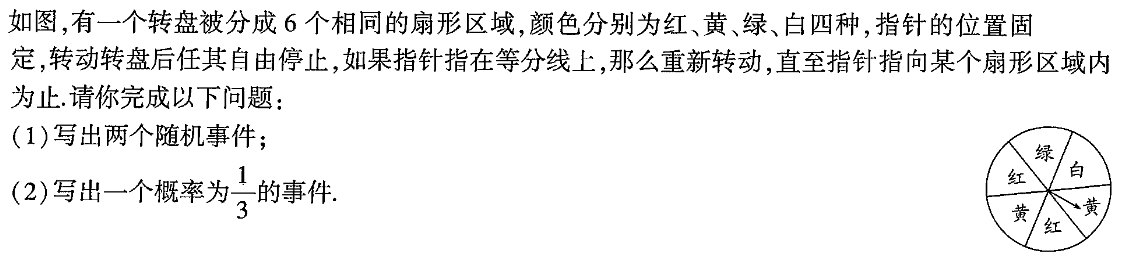 如图,有一个转盘被分成6个相同的扇形区域,颜色分别为红、黄、绿、白四种,指针的位置固
定,转动转盘后任其自由停止,如果指针指在等分线上,那么重新转动,直至指针指向某个扇形区域内
为止.请你完成以下问题:
(1)写出两个随机事件;
(2)写出一个概率为1/3的事件.
绿
红 白
黄 黄
红